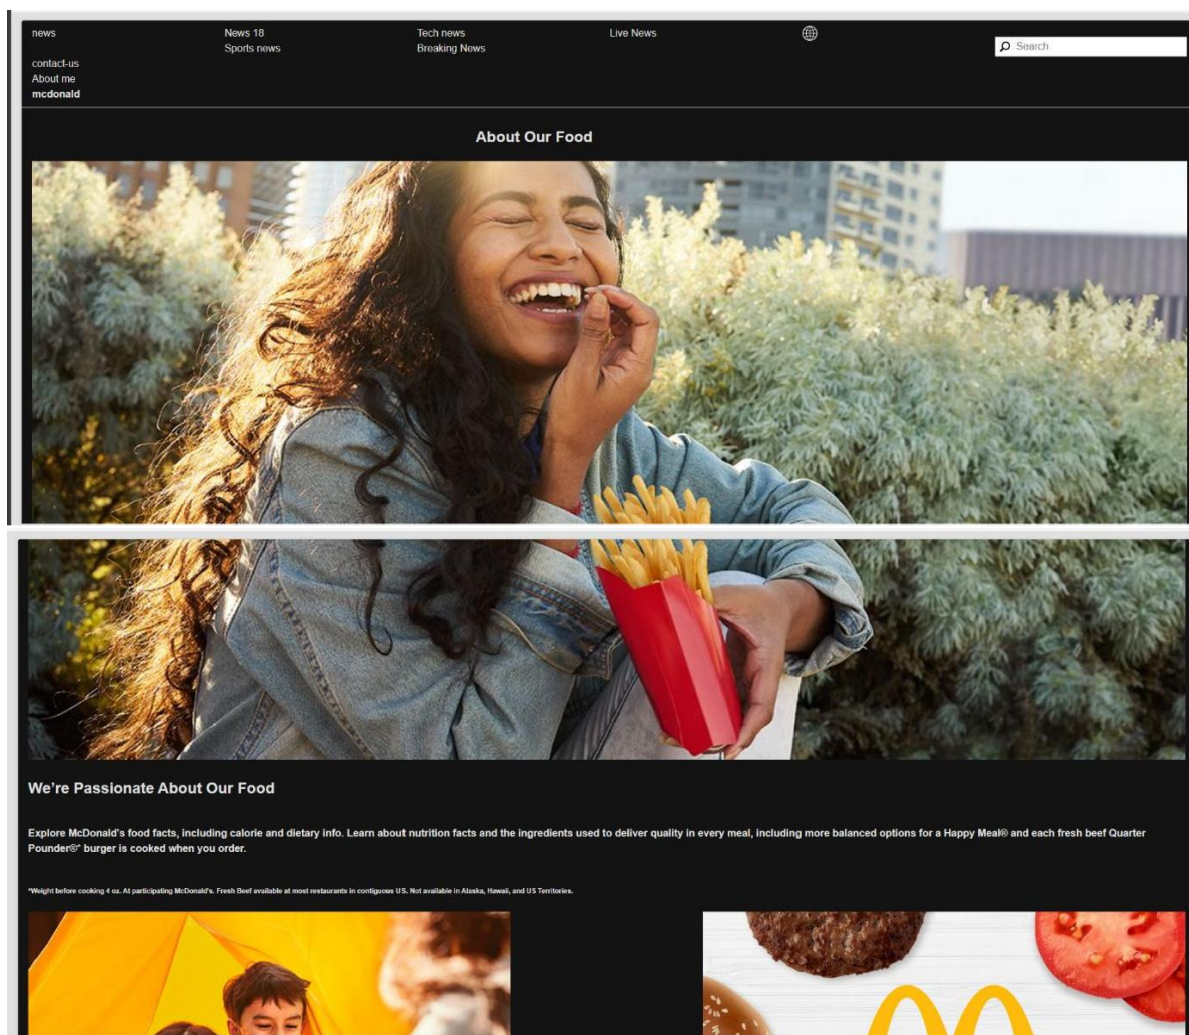 news
News 18
Tech news
Live News
Sports news
Breaking News
Search
contact-us
About me
mcdonald
About Our Food
We’re Passionate About Our Food
Explore McDonald's food facts, including calorie and dietary info. Learn about nutrition facts and the ingredients used to deliver quality in every meal, including more balanced options for a Happy Meal® and each fresh beef Quarter
Pounder®* burger is cooked when you order.
*Weight before cooking 4 oz. At participating McDonald's. Fresh Beef available at most restaurants in contiguous U.S. Not available in Alaska, Hawaii, and US Territories.